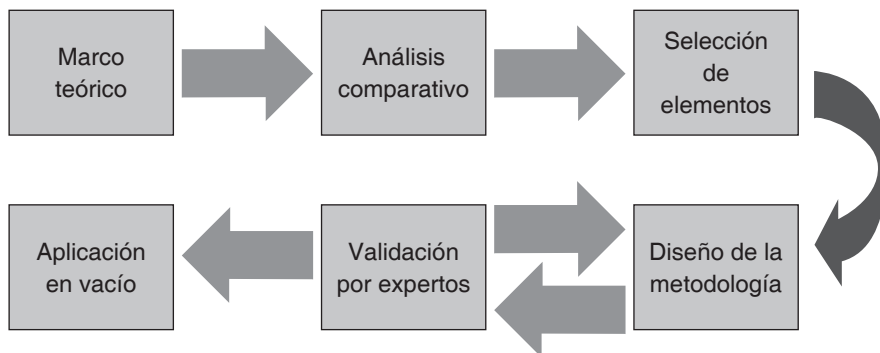 Marco
teórico
Análisis
comparativo
Selección
de
elementos
Aplicación
en vacío
Validación
por expertos
Diseño de la
metodología